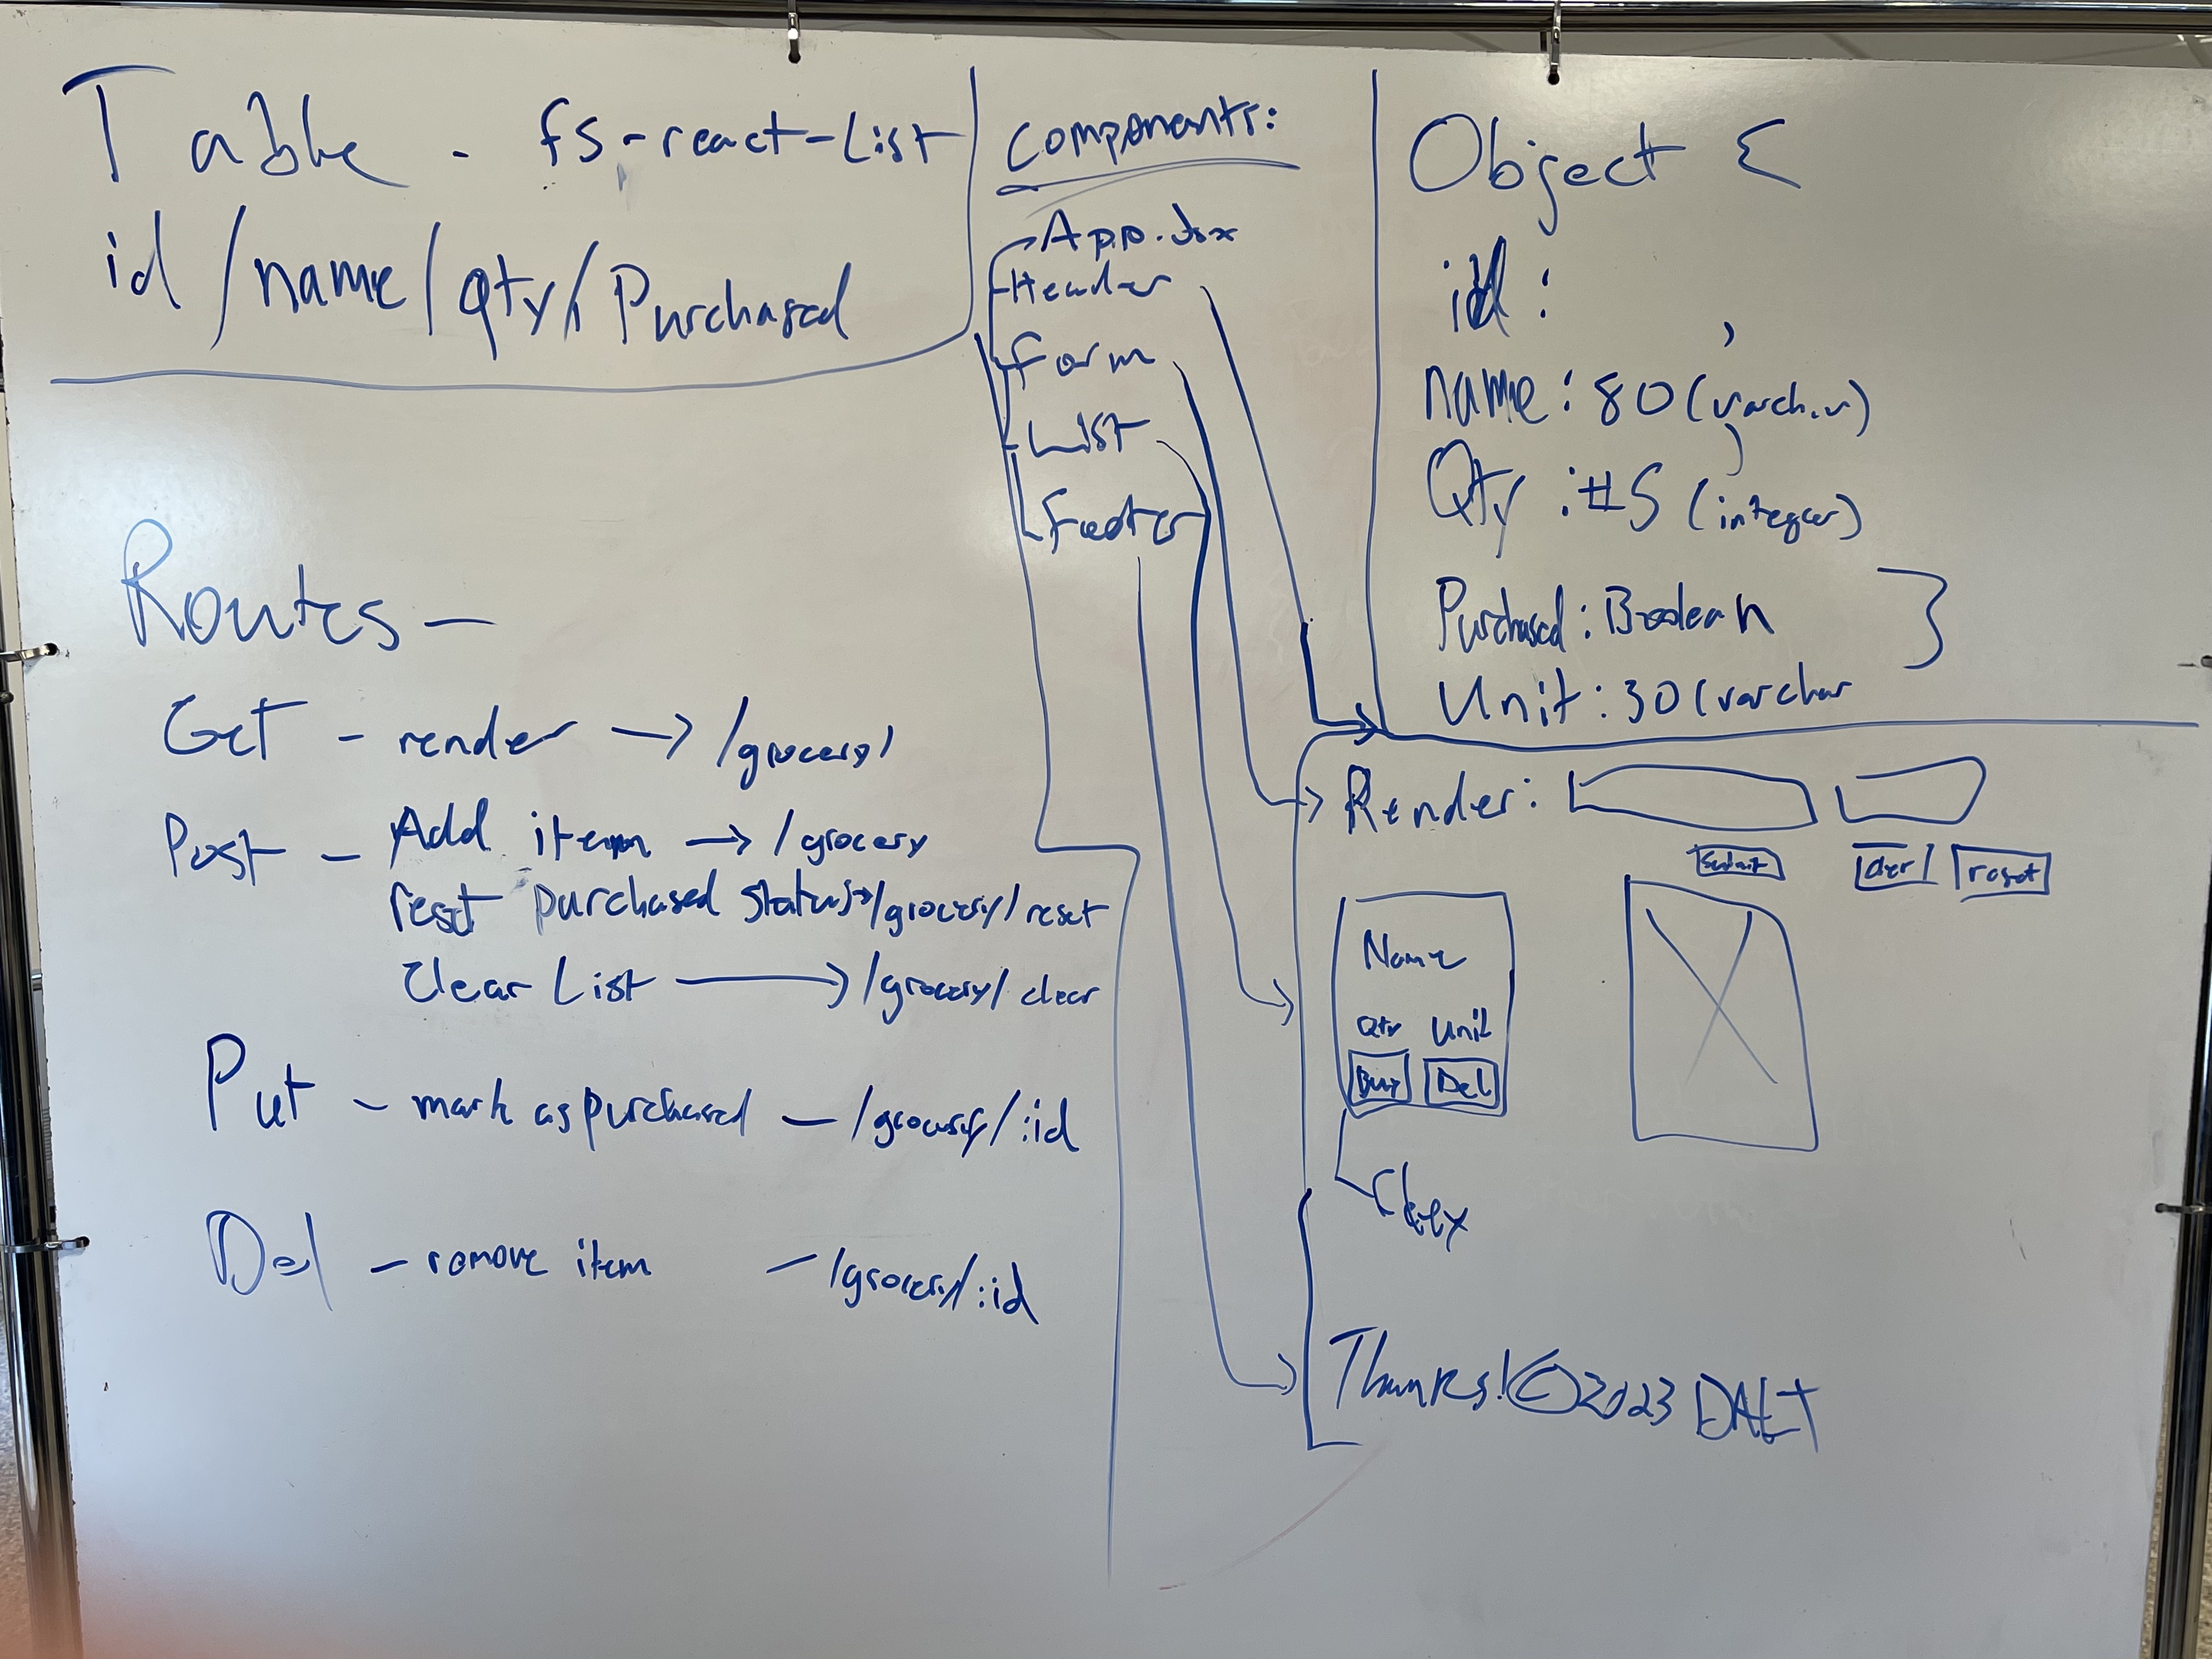 Table - fs-react-List
id / name / Qty / Purchased
Routes -
Get - render → /grocery/
Post - Add item → /grocery
reset purchased status → /grocery/reset
Clear List → /grocery/clear
Put - mark as purchased - /grocery/:id
Del - remove item - /grocery/:id
Components:
App.Jsx
Header
Form
List
Footer
Object {
id : ,
name : 80 (varchar)
Qty : #5 (integer)
Purchased : Boolean }
Unit : 30 (varchar
Render:
Submit clear reset
Name
Qty Unit
Buy Del
Thanks! © 2023 DALT